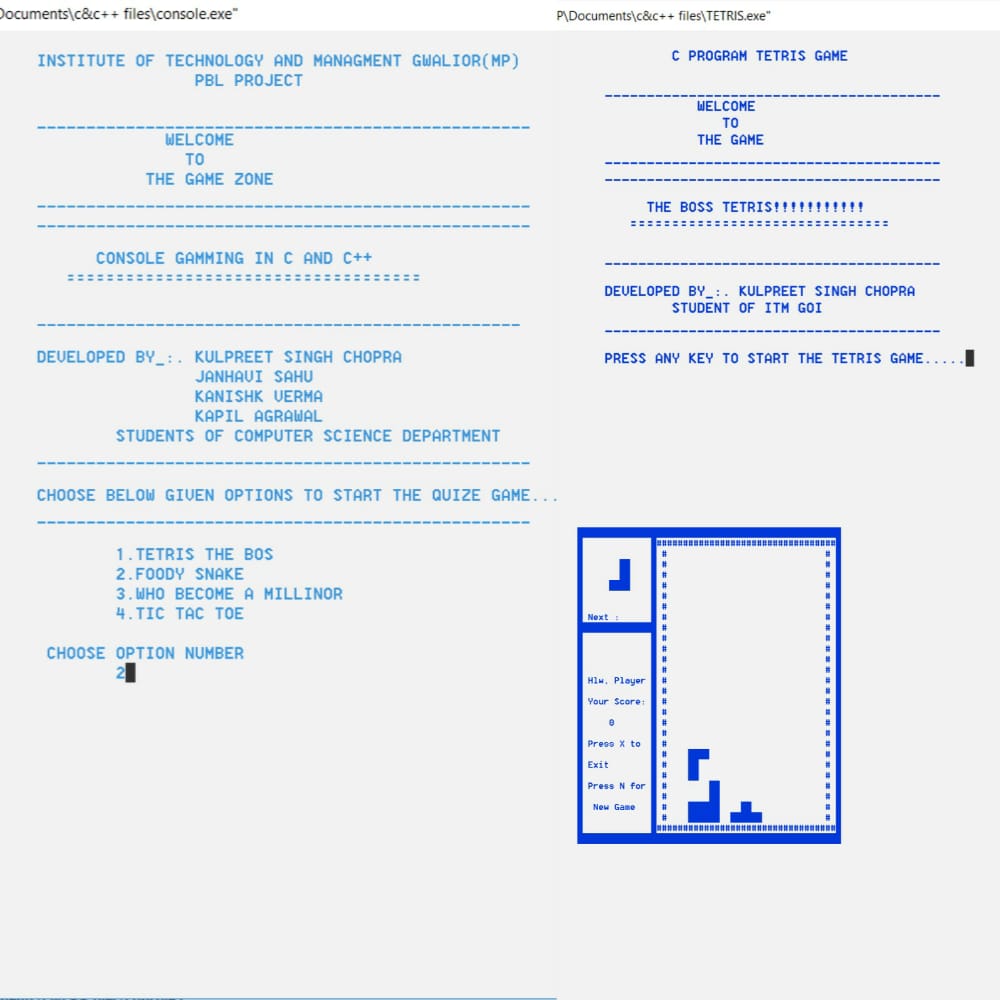 Documents\c&c++ files\console.exe"
INSTITUTE OF TECHNOLOGY AND MANAGMENT GWALIOR(MP)
PBL PROJECT
--------------------------------------------------
WELCOME
TO
THE GAME ZONE
--------------------------------------------------
--------------------------------------------------
CONSOLE GAMMING IN C AND C++
====================================
-------------------------------------------------
DEVELOPED BY_:. KULPREET SINGH CHOPRA
JANHAVI SAHU
KANISHK VERMA
KAPIL AGRAWAL
STUDENTS OF COMPUTER SCIENCE DEPARTMENT
--------------------------------------------------
CHOOSE BELOW GIVEN OPTIONS TO START THE QUIZE GAME...
--------------------------------------------------
1.TETRIS THE BOS
2.FOODY SNAKE
3.WHO BECOME A MILLINOR
4.TIC TAC TOE
CHOOSE OPTION NUMBER
2
P\Documents\c&c++ files\TETRIS.exe"
C PROGRAM TETRIS GAME
----------------------------------------
WELCOME
TO
THE GAME
----------------------------------------
----------------------------------------
THE BOSS TETRIS!!!!!!!!!!!
===============================
----------------------------------------
DEVELOPED BY_:. KULPREET SINGH CHOPRA
STUDENT OF ITM GOI
----------------------------------------
PRESS ANY KEY TO START THE TETRIS GAME.....
Next :
Hlw, Player
Your Score:
0
Press X to
Exit
Press N for
New Game